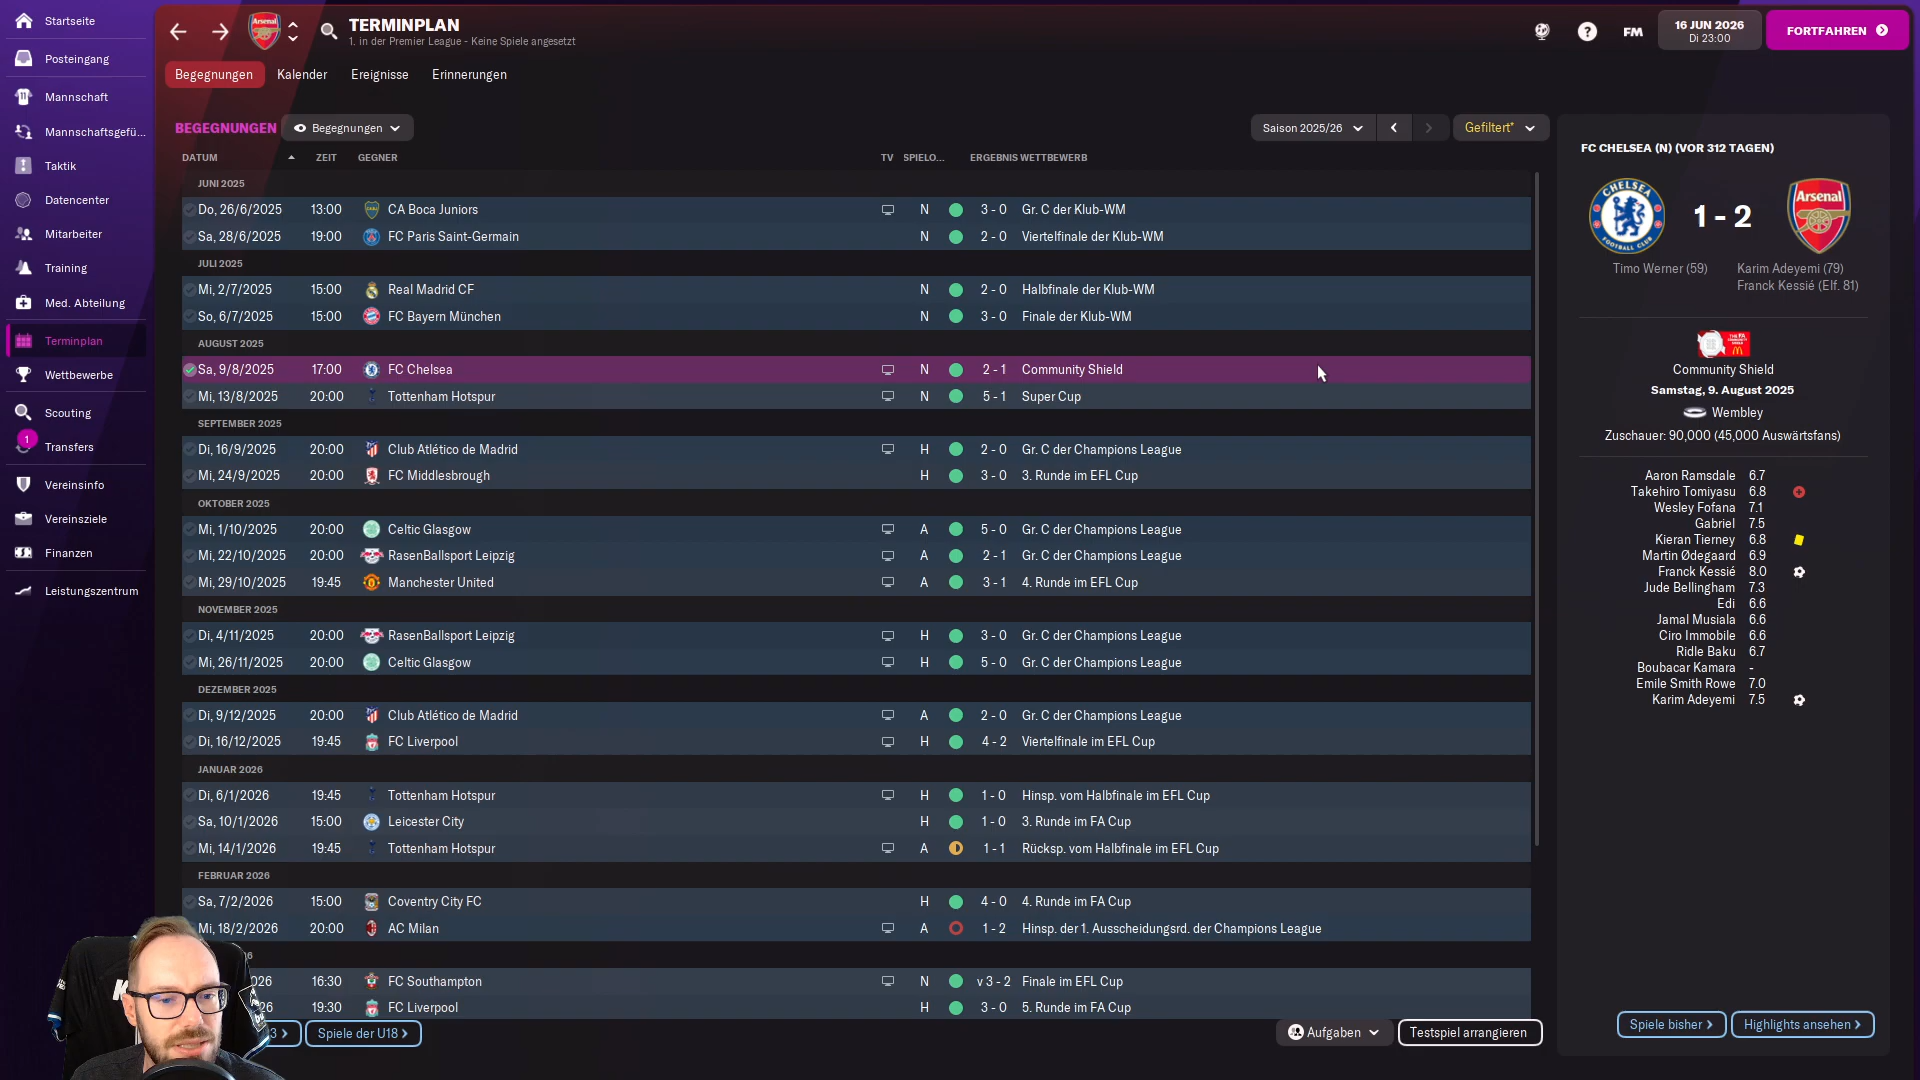 Startseite
Posteingang
Mannschaft
Mannschaftsgefü...
Taktik
Datencenter
Mitarbeiter
Training
Med. Abteilung
Terminplan
Wettbewerbe
Scouting
1
Transfers
Vereinsinfo
Vereinsziele
Finanzen
Leistungszentrum
Arsenal
TERMINPLAN
1. in der Premier League - Keine Spiele angesetzt
FM
16 JUN 2026
Di 23:00
FORTFAHREN
Begegnungen Kalender Ereignisse Erinnerungen
BEGEGNUNGEN Begegnungen
Saison 2025/26 Gefiltert*
DATUM ZEIT GEGNER TV SPIELO... ERGEBNIS WETTBEWERB
JUNI 2025
Do, 26/6/2025 13:00 CA Boca Juniors N 3 - 0 Gr. C der Klub-WM
Sa, 28/6/2025 19:00 FC Paris Saint-Germain N 2 - 0 Viertelfinale der Klub-WM
JULI 2025
Mi, 2/7/2025 15:00 Real Madrid CF N 2 - 0 Halbfinale der Klub-WM
So, 6/7/2025 15:00 FC Bayern München N 3 - 0 Finale der Klub-WM
AUGUST 2025
Sa, 9/8/2025 17:00 FC Chelsea N 2 - 1 Community Shield
Mi, 13/8/2025 20:00 Tottenham Hotspur N 5 - 1 Super Cup
SEPTEMBER 2025
Di, 16/9/2025 20:00 Club Atlético de Madrid H 2 - 0 Gr. C der Champions League
Mi, 24/9/2025 20:00 FC Middlesbrough H 3 - 0 3. Runde im EFL Cup
OKTOBER 2025
Mi, 1/10/2025 20:00 Celtic Glasgow A 5 - 0 Gr. C der Champions League
Mi, 22/10/2025 20:00 RasenBallsport Leipzig A 2 - 1 Gr. C der Champions League
Mi, 29/10/2025 19:45 Manchester United A 3 - 1 4. Runde im EFL Cup
NOVEMBER 2025
Di, 4/11/2025 20:00 RasenBallsport Leipzig H 3 - 0 Gr. C der Champions League
Mi, 26/11/2025 20:00 Celtic Glasgow H 5 - 0 Gr. C der Champions League
DEZEMBER 2025
Di, 9/12/2025 20:00 Club Atlético de Madrid A 2 - 0 Gr. C der Champions League
Di, 16/12/2025 19:45 FC Liverpool H 4 - 2 Viertelfinale im EFL Cup
JANUAR 2026
Di, 6/1/2026 19:45 Tottenham Hotspur H 1 - 0 Hinsp. vom Halbfinale im EFL Cup
Sa, 10/1/2026 15:00 Leicester City H 1 - 0 3. Runde im FA Cup
Mi, 14/1/2026 19:45 Tottenham Hotspur A 1 - 1 Rücksp. vom Halbfinale im EFL Cup
FEBRUAR 2026
Sa, 7/2/2026 15:00 Coventry City FC H 4 - 0 4. Runde im FA Cup
Mi, 18/2/2026 20:00 AC Milan A 1 - 2 Hinsp. der 1. Ausscheidungsrd. der Champions League
6
026 16:30 FC Southampton N v 3 - 2 Finale im EFL Cup
26 19:30 FC Liverpool H 3 - 0 5. Runde im FA Cup
3 Spiele der U18
Aufgaben Testspiel arrangieren
FC CHELSEA (N) (VOR 312 TAGEN)
CHELSEA
FOOTBALL CLUB
1 - 2
Arsenal
Timo Werner (59) Karim Adeyemi (79)
Franck Kessié (Elf. 81)
Community Shield
Samstag, 9. August 2025
Wembley
Zuschauer: 90,000 (45,000 Auswärtsfans)
Aaron Ramsdale 6.7
Takehiro Tomiyasu 6.8
Wesley Fofana 7.1
Gabriel 7.5
Kieran Tierney 6.8
Martin Ødegaard 6.9
Franck Kessié 8.0
Jude Bellingham 7.3
Edi 6.6
Jamal Musiala 6.6
Ciro Immobile 6.6
Ridle Baku 6.7
Boubacar Kamara -
Emile Smith Rowe 7.0
Karim Adeyemi 7.5
Spiele bisher Highlights ansehen